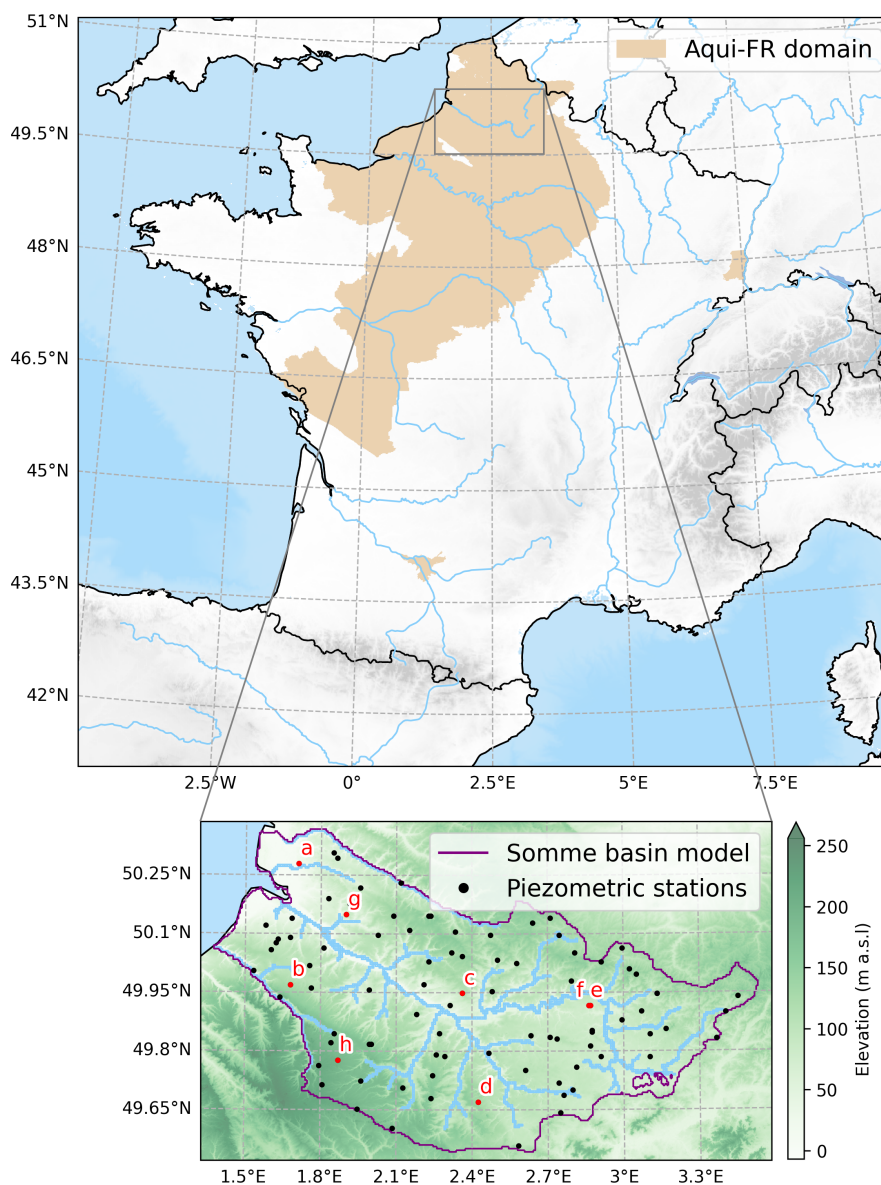 51°N
49.5°N
48°N
46.5°N
45°N
43.5°N
42°N
Aqui-FR domain
2.5°W 0° 2.5°E 5°E 7.5°E
50.25°N
50.1°N
49.95°N
49.8°N
49.65°N
Somme basin model
Piezometric stations
a
g
b
c
f e
h
d
1.5°E 1.8°E 2.1°E 2.4°E 2.7°E 3°E 3.3°E
250
200
150
100
50
0
Elevation (m a.s.l)